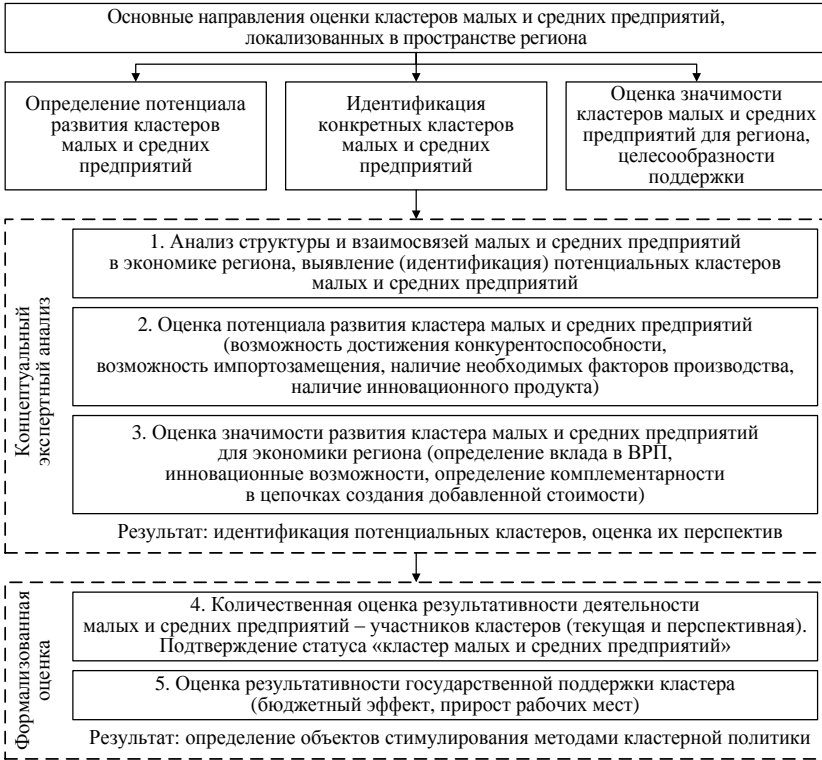 Основные направления оценки кластеров малых и средних предприятий,
локализованных в пространстве региона
Определение потенциала
развития кластеров
малых и средних
предприятий
Идентификация
конкретных кластеров
малых и средних
предприятий
Оценка значимости
кластеров малых и средних
предприятий для региона,
целесообразности
поддержки
Концептуальный
экспертный анализ
1. Анализ структуры и взаимосвязей малых и средних предприятий
в экономике региона, выявление (идентификация) потенциальных кластеров
малых и средних предприятий
2. Оценка потенциала развития кластера малых и средних предприятий
(возможность достижения конкурентоспособности,
возможность импортозамещения, наличие необходимых факторов производства,
наличие инновационного продукта)
3. Оценка значимости развития кластера малых и средних предприятий
для экономики региона (определение вклада в ВРП,
инновационные возможности, определение комплементарности
в цепочках создания добавленной стоимости)
Результат: идентификация потенциальных кластеров, оценка их перспектив
Формализованная
оценка
4. Количественная оценка результативности деятельности
малых и средних предприятий – участников кластеров (текущая и перспективная).
Подтверждение статуса «кластер малых и средних предприятий»
5. Оценка результативности государственной поддержки кластера
(бюджетный эффект, прирост рабочих мест)
Результат: определение объектов стимулирования методами кластерной политики